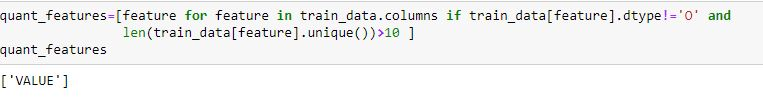 quant_features=[feature for feature in train_data.columns if train_data[feature].dtype!='O' and
len(train_data[feature].unique())>10 ]
quant_features
['VALUE']